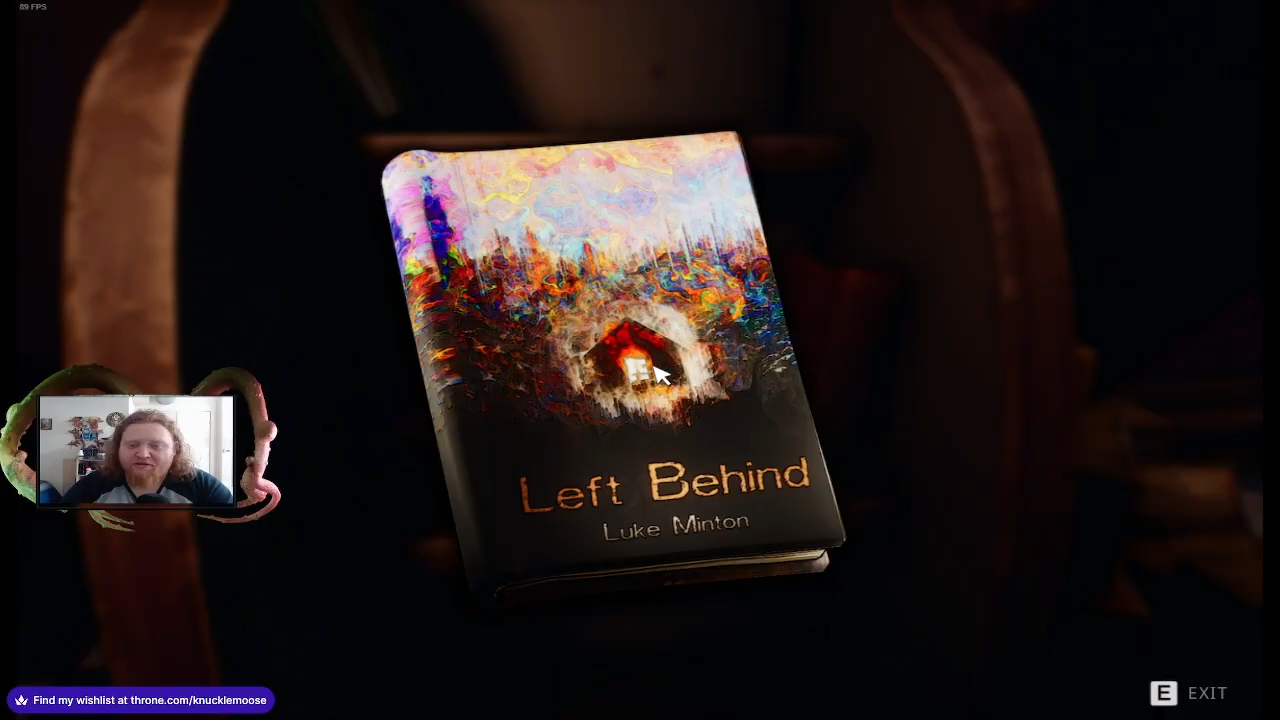 89 FPS
Left Behind
Luke Minton
Find my wishlist at throne.com/knucklemoose
E EXIT